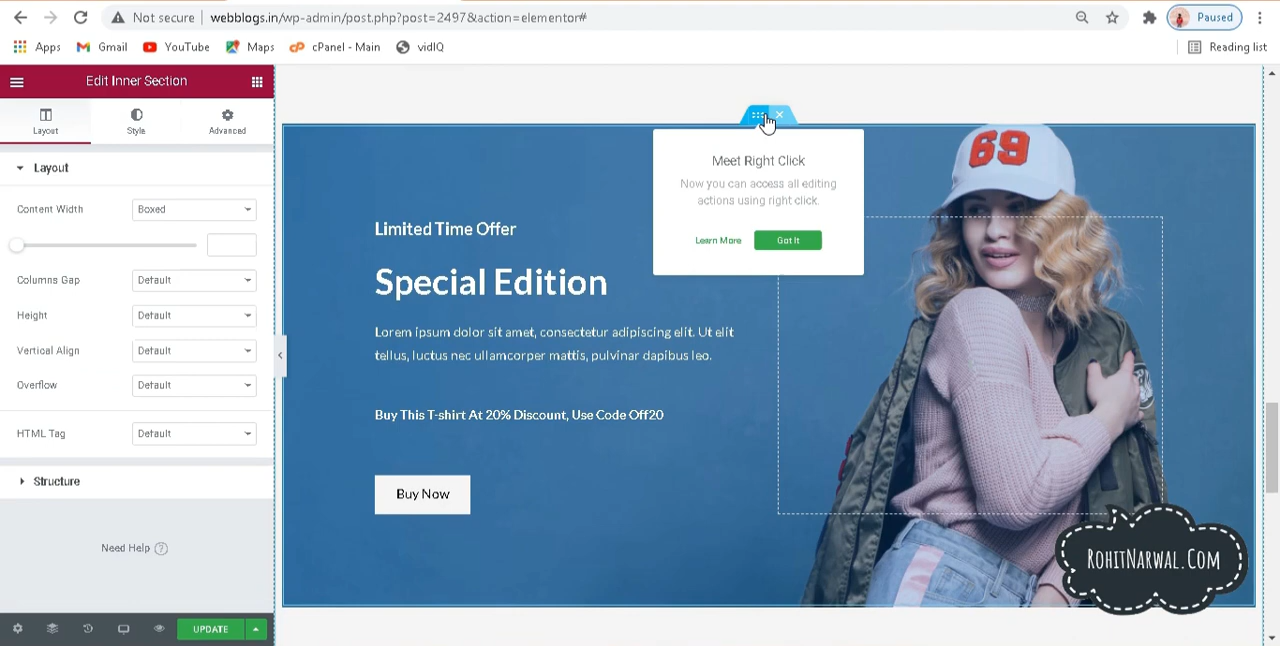 Not secure
webblogs.in/wp-admin/post.php?post=2497&action=elementor#
Paused
Apps
Gmail
YouTube
Maps
cPanel - Main
vidIQ
Reading list
Edit Inner Section
Layout
Style
Advanced
Layout
Content Width
Boxed
Columns Gap
Default
Height
Default
Vertical Align
Default
Overflow
Default
HTML Tag
Default
Structure
Need Help ?
UPDATE
Meet Right Click
Now you can access all editing
actions using right click.
Learn More
Got It
Limited Time Offer
Special Edition
Lorem ipsum dolor sit amet, consectetur adipiscing elit. Ut elit
tellus, luctus nec ullamcorper mattis, pulvinar dapibus leo.
Buy This T-shirt At 20% Discount, Use Code Off20
Buy Now
69
RohitNarwal.Com